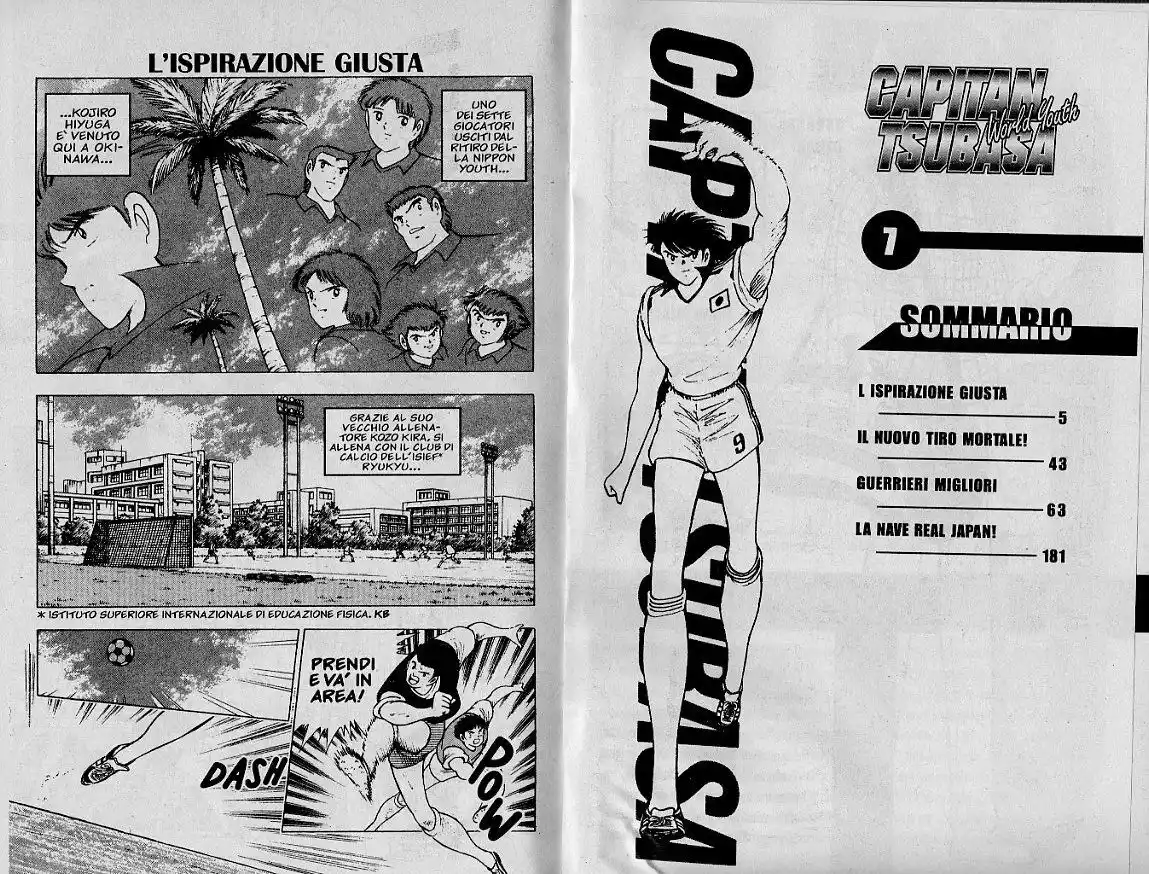 L'ISPIRAZIONE GIUSTA
UNO
DEI SETTE
GIOCATORI
USCITI DAL
RITIRO DEL-
LA NIPPON
YOUTH...
...KOJIRO
HIYUGA
E' VENUTO
QUI A OKI-
NAWA...
GRAZIE AL SUO
VECCHIO ALLENA-
TORE KOZO KIRA, SI
ALLENA CON IL CLUB DI
CALCIO DELL'ISIEF*
RYUKYU...
* ISTITUTO SUPERIORE INTERNAZIONALE DI EDUCAZIONE FISICA. KB
DASH
PRENDI
E VA' IN
AREA!
POW
CAPITAN TSUBASA
9
CAPITAN
TSUBASA
World Youth
7
SOMMARIO
L ISPIRAZIONE GIUSTA
5
IL NUOVO TIRO MORTALE!
43
GUERRIERI MIGLIORI
63
LA NAVE REAL JAPAN!
181